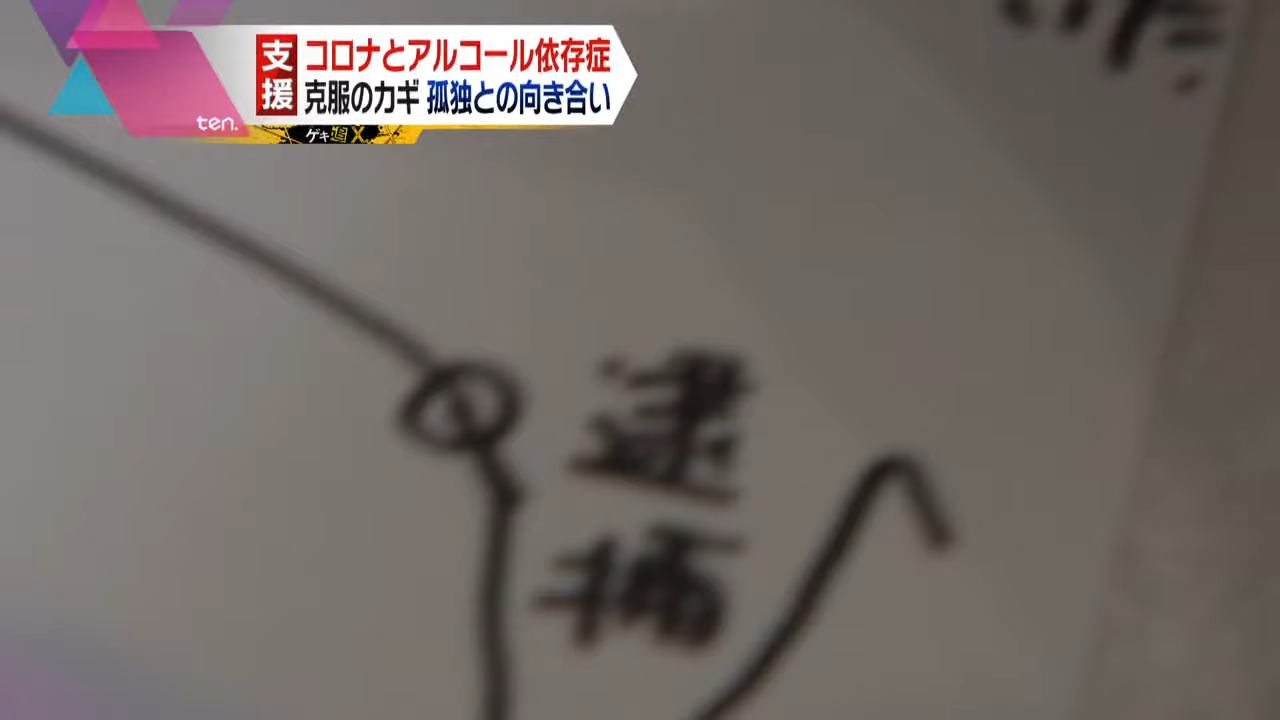 支援
コロナとアルコール依存症
克服のカギ 孤独との向き合い
ten.
ゲキ追X
逮捕